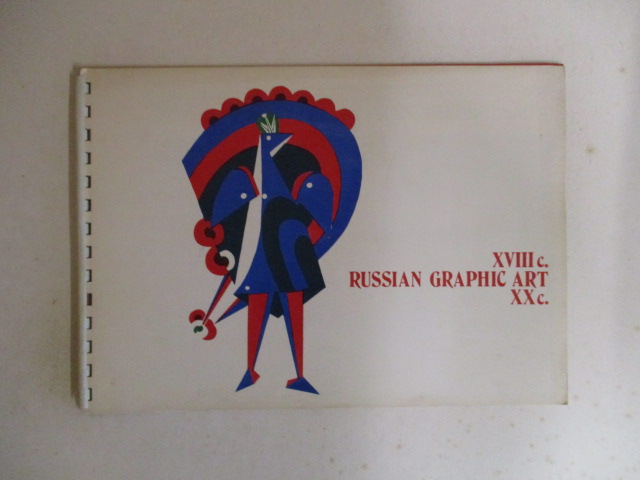 XVIII c.
RUSSIAN GRAPHIC ART
XX c.